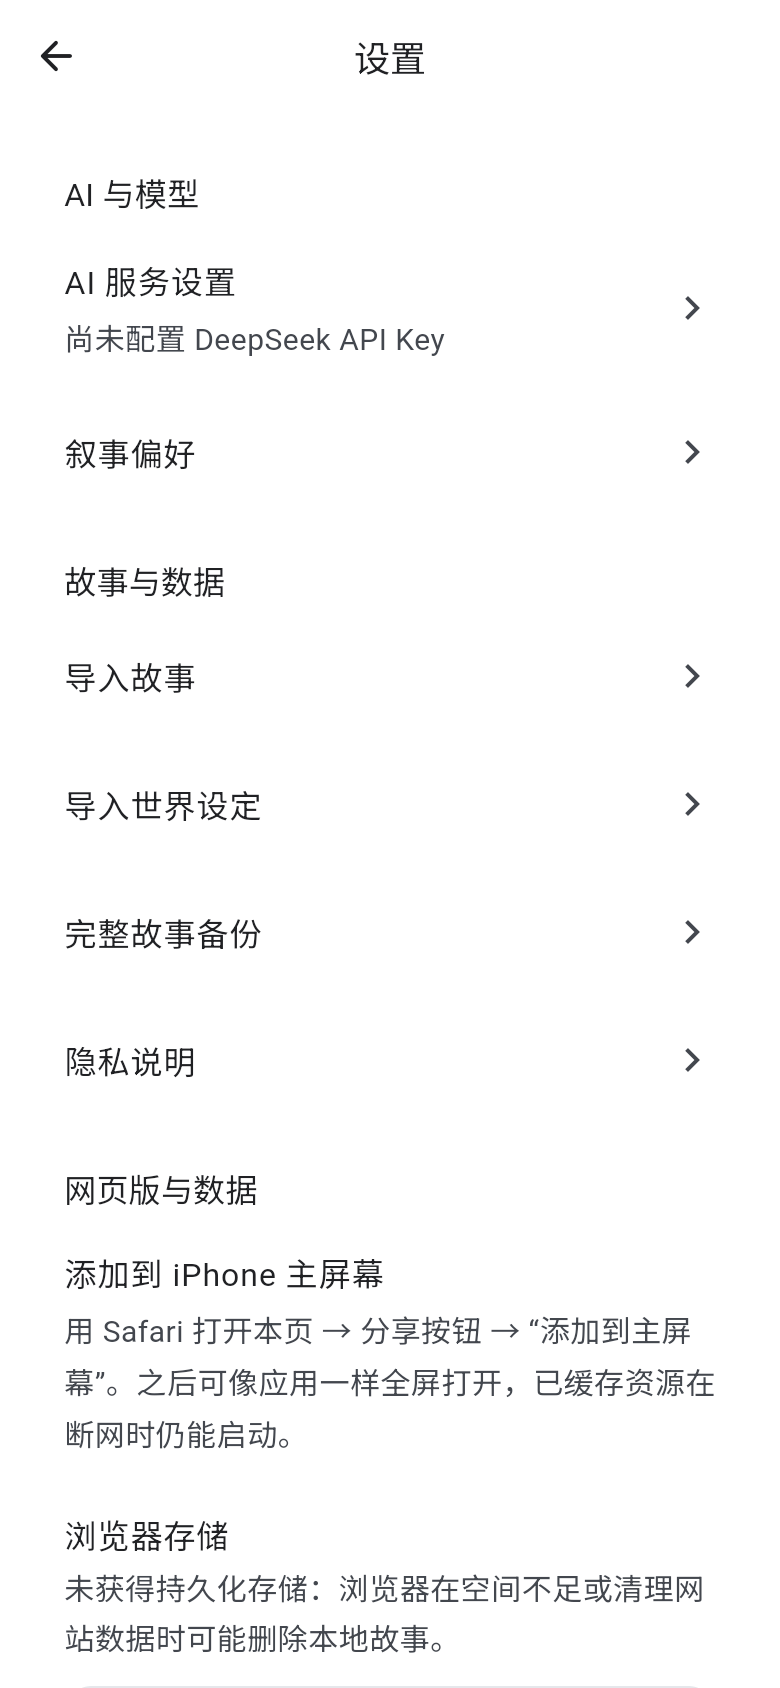 设置
AI 与模型
AI 服务设置
尚未配置 DeepSeek API Key
叙事偏好
故事与数据
导入故事
导入世界设定
完整故事备份
隐私说明
网页版与数据
添加到 iPhone 主屏幕
用 Safari 打开本页 → 分享按钮 → “添加到主屏
幕”。之后可像应用一样全屏打开，已缓存资源在
断网时仍能启动。
浏览器存储
未获得持久化存储：浏览器在空间不足或清理网
站数据时可能删除本地故事。